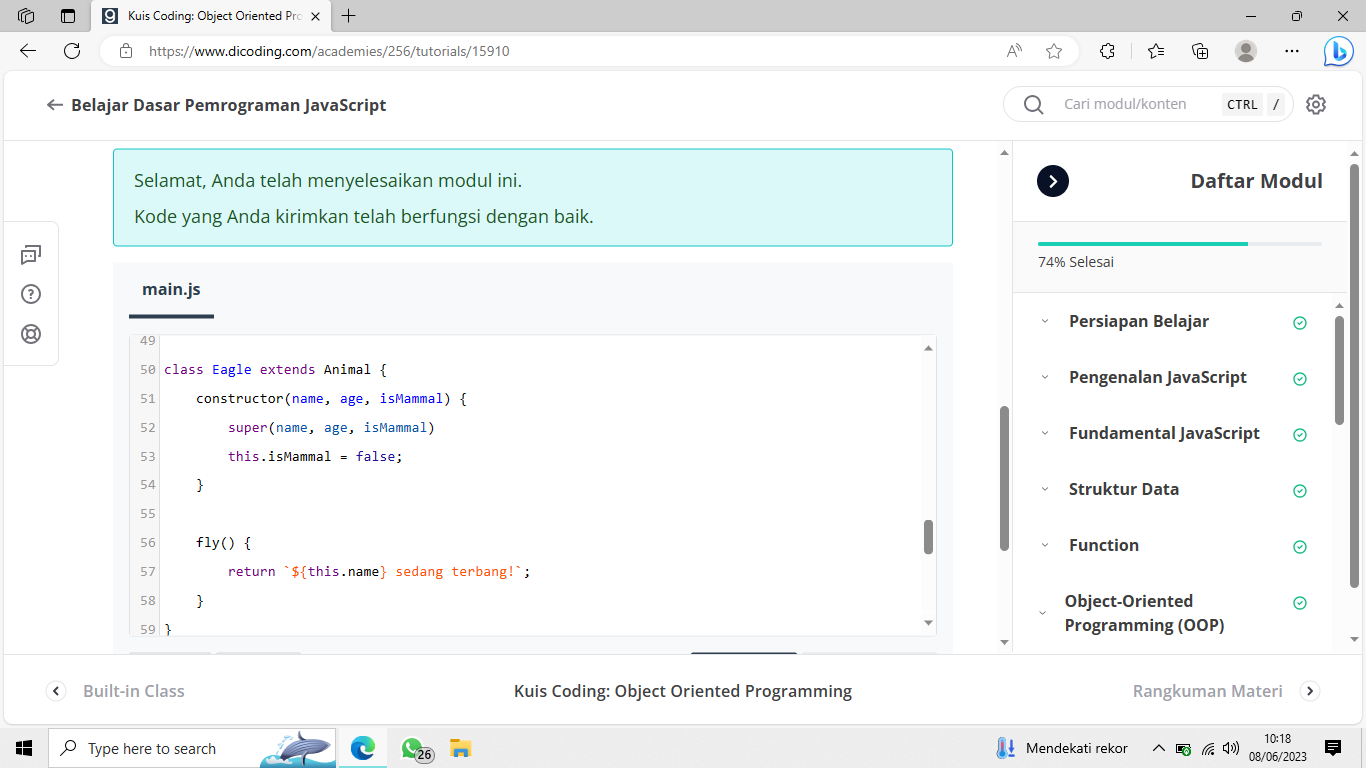 Kuis Coding: Object Oriented Pro
https://www.dicoding.com/academies/256/tutorials/15910
Belajar Dasar Pemrograman JavaScript
Cari modul/konten CTRL /
Selamat, Anda telah menyelesaikan modul ini.
Kode yang Anda kirimkan telah berfungsi dengan baik.
main.js
49
50 class Eagle extends Animal {
51 constructor(name, age, isMammal) {
52 super(name, age, isMammal)
53 this.isMammal = false;
54 }
55
56 fly() {
57 return `${this.name} sedang terbang!`;
58 }
59 }
Daftar Modul
74% Selesai
Persiapan Belajar
Pengenalan JavaScript
Fundamental JavaScript
Struktur Data
Function
Object-Oriented
Programming (OOP)
Built-in Class
Kuis Coding: Object Oriented Programming
Rangkuman Materi
Type here to search
26
Mendekati rekor
10:18
08/06/2023